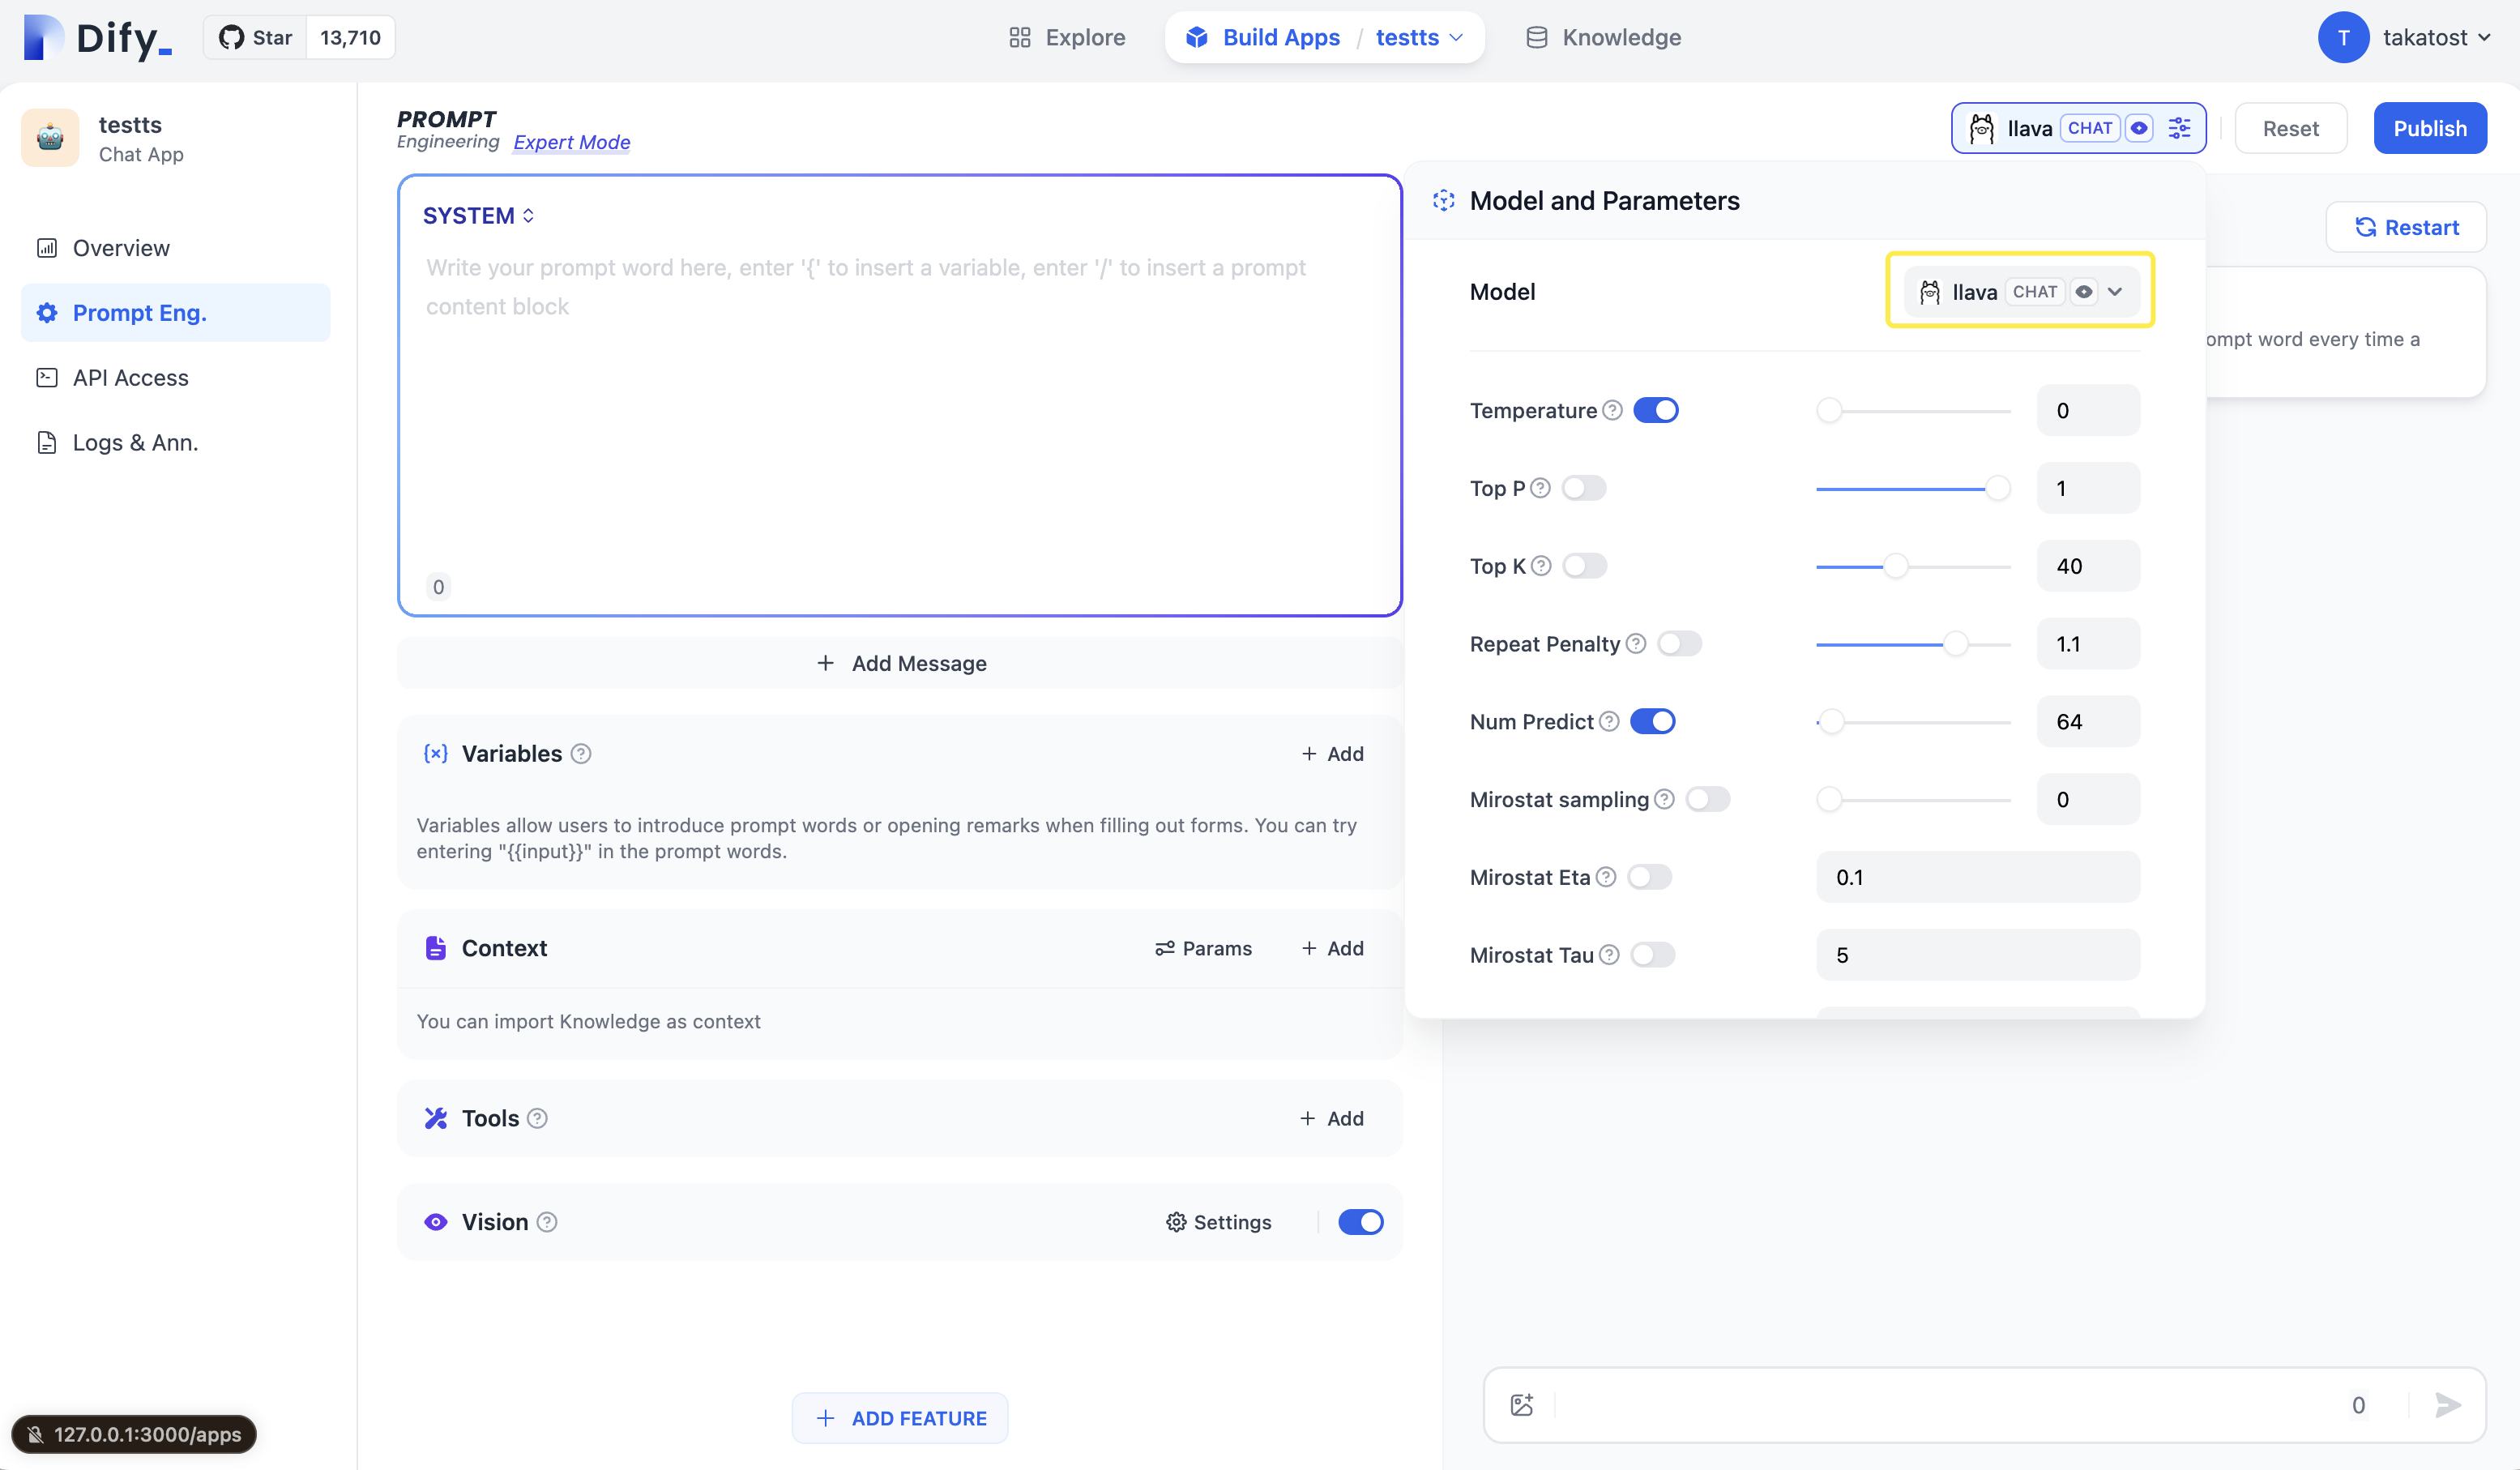 Dify_
Star 13,710
Explore
Build Apps / testts
Knowledge
T takatost
testts
Chat App
Overview
Prompt Eng.
API Access
Logs & Ann.
PROMPT
Engineering Expert Mode
llava CHAT
Reset
Publish
SYSTEM
Write your prompt word here, enter '{' to insert a variable, enter '/' to insert a prompt
content block
0
Add Message
Variables
Add
Variables allow users to introduce prompt words or opening remarks when filling out forms. You can try
entering "{{input}}" in the prompt words.
Context
Params
Add
You can import Knowledge as context
Tools
Add
Vision
Settings
ADD FEATURE
Model and Parameters
Model
llava CHAT
Temperature 0
Top P 1
Top K 40
Repeat Penalty 1.1
Num Predict 64
Mirostat sampling 0
Mirostat Eta 0.1
Mirostat Tau 5
Restart
ompt word every time a
0
127.0.0.1:3000/apps